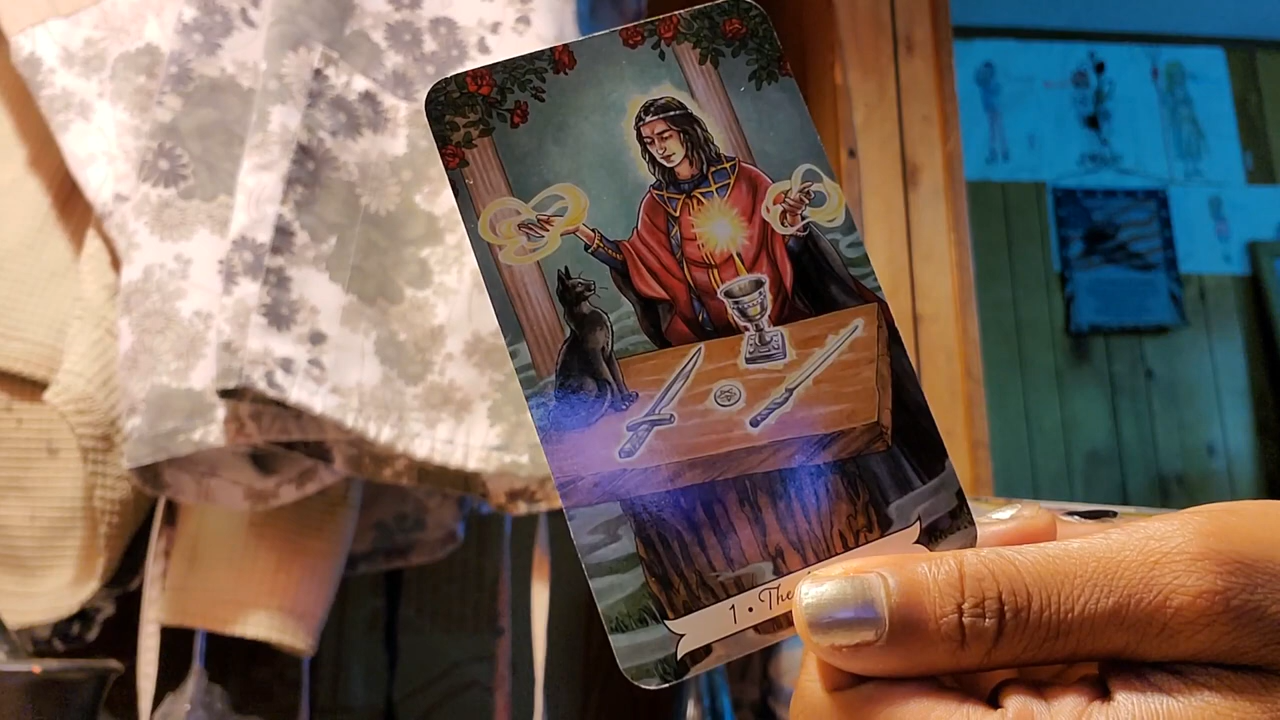 1 • The